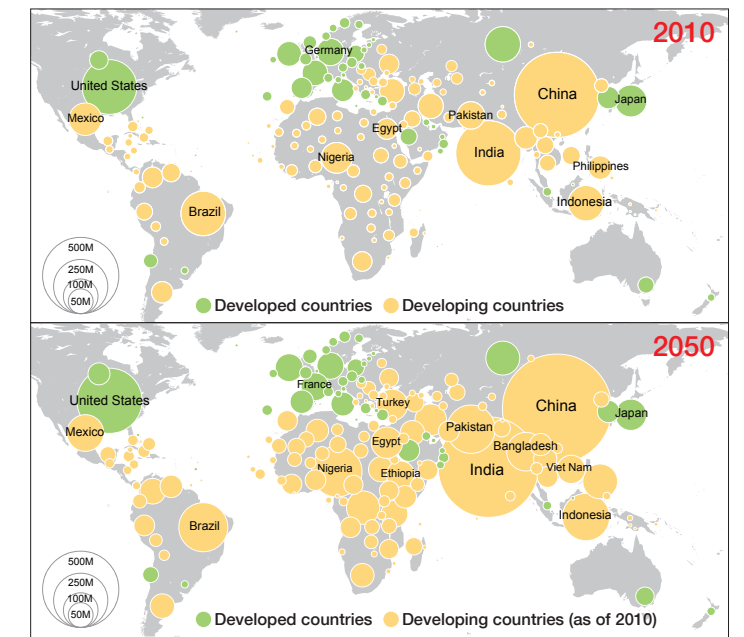 2010
Germany
United States
China
Japan
Mexico
Pakistan
Egypt
India
Nigeria
Philippines
Indonesia
Brazil
500M
250M
100M
50M
Developed countries
Developing countries
2050
France
United States
Turkey
China
Japan
Mexico
Pakistan
Egypt
Bangladesh
Nigeria
Ethiopia
India
Viet Nam
Indonesia
Brazil
500M
250M
100M
50M
Developed countries
Developing countries (as of 2010)